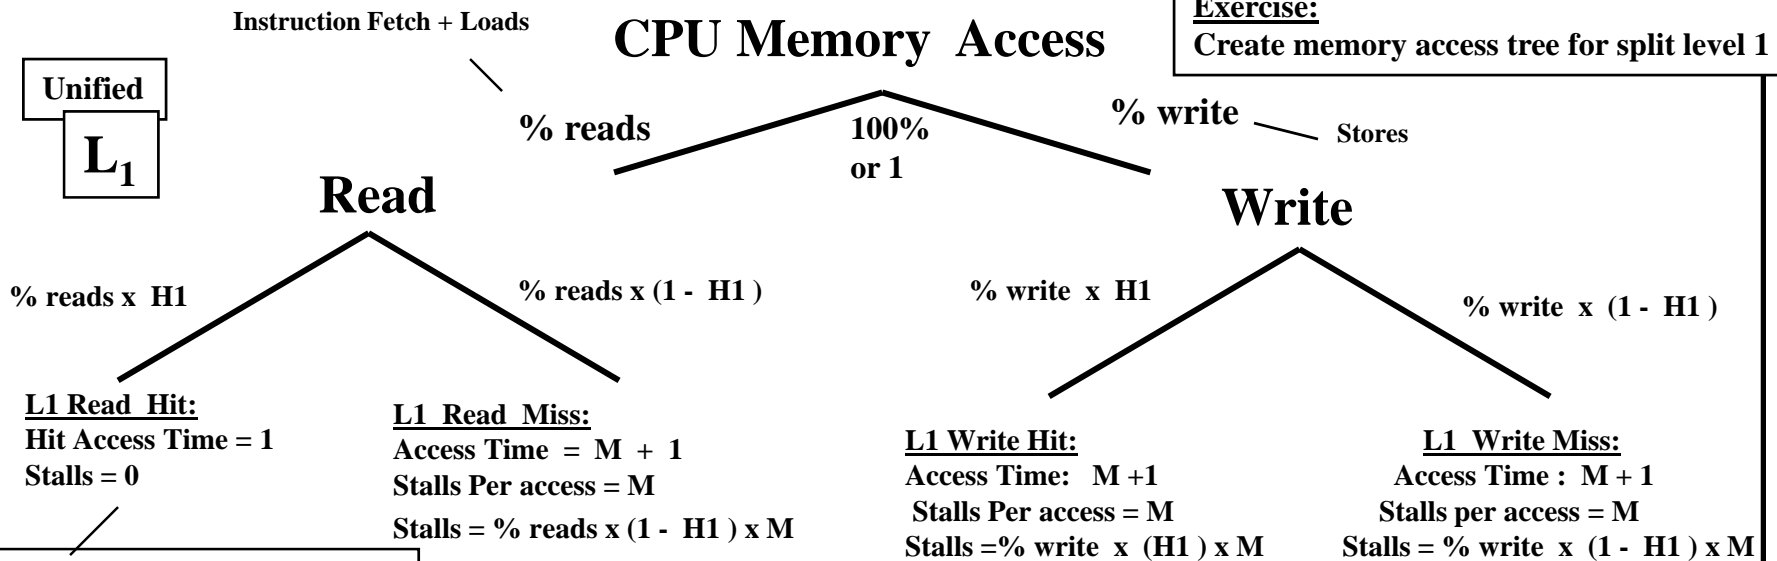 Instruction Fetch + Loads
CPU Memory Access
Exercise:
Create memory access tree for split level 1
Unified
L₁
% reads
100%
or 1
% write
Stores
Read
Write
% reads x H1
% reads x (1 - H1 )
% write x H1
% write x (1 - H1 )
L1 Read Hit:
Hit Access Time = 1
Stalls = 0
L1 Read Miss:
Access Time = M + 1
Stalls Per access = M
Stalls = % reads x (1 - H1 ) x M
L1 Write Hit:
Access Time: M +1
Stalls Per access = M
Stalls =% write x (H1 ) x M
L1 Write Miss:
Access Time : M + 1
Stalls per access = M
Stalls = % write x (1 - H1 ) x M